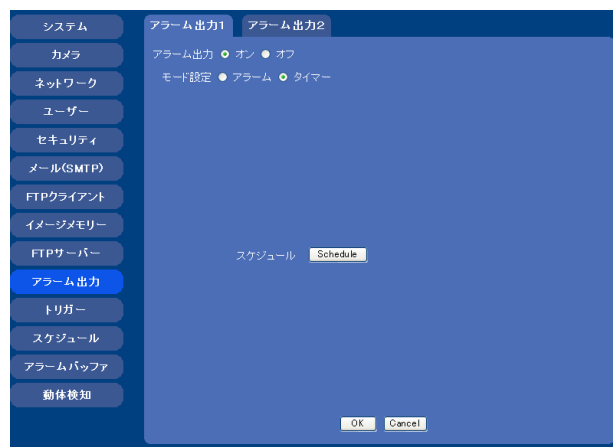 システム
カメラ
ネットワーク
ユーザー
セキュリティ
メール(SMTP)
FTPクライアント
イメージメモリー
FTPサーバー
アラーム出力
トリガー
スケジュール
アラームバッファ
動体検知
アラーム出力1 アラーム出力2
アラーム出力 オン オフ
モード設定 アラーム タイマー
スケジュール Schedule
OK Cancel